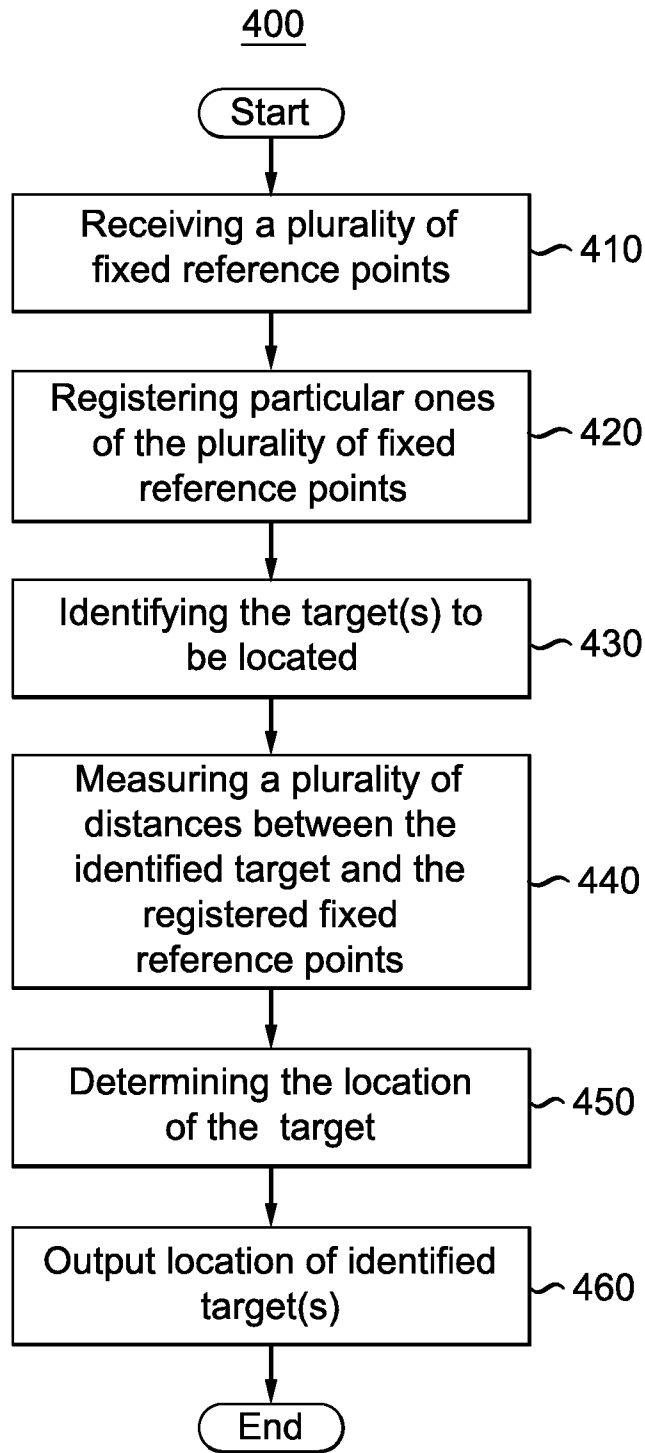 400
Start
Receiving a plurality of
fixed reference points
410
Registering particular ones
of the plurality of fixed
reference points
420
Identifying the target(s) to
be located
430
Measuring a plurality of
distances between the
identified target and the
registered fixed
reference points
440
Determining the location
of the target
450
Output location of identified
target(s)
460
End